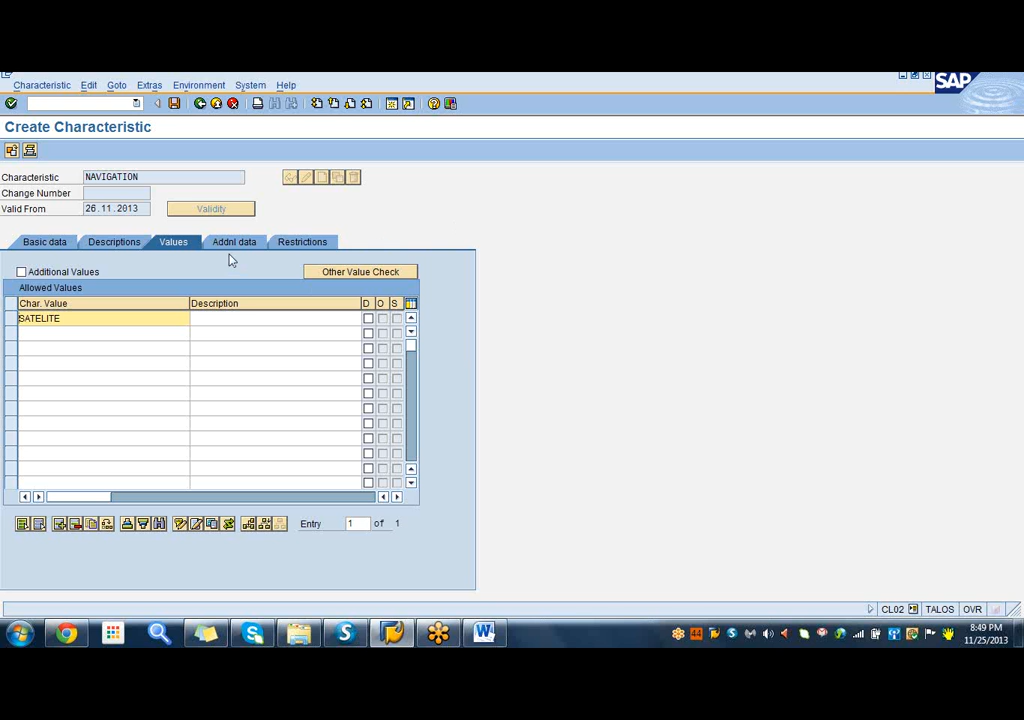 Characteristic Edit Goto Extras Environment System Help
SAP
Create Characteristic
Characteristic NAVIGATION
Change Number
Valid From 26.11.2013 Validity
Basic data Descriptions Values Addnl data Restrictions
Additional Values Other Value Check
Allowed Values
Char. Value Description D O S
SATELITE
Entry 1 of 1
CL02 TALOS OVR
44
8:49 PM
11/25/2013